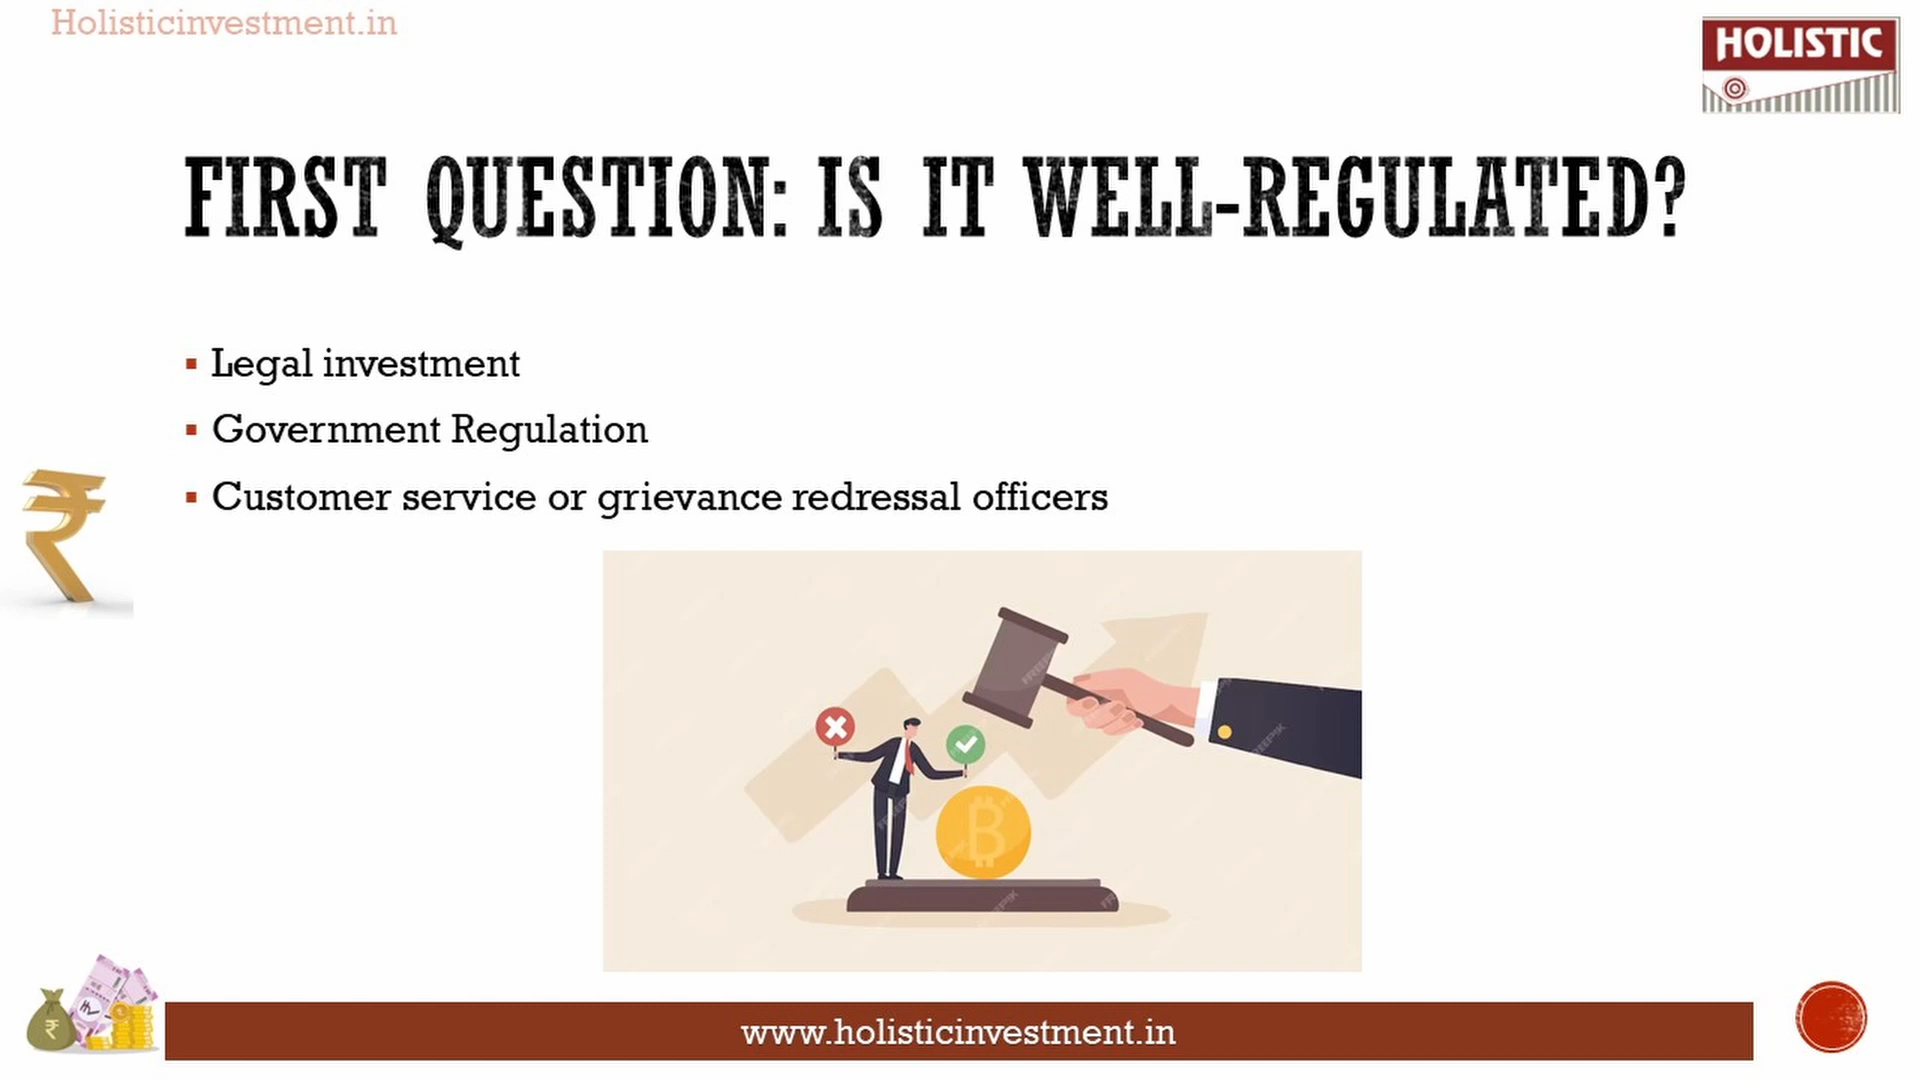 Holisticinvestment.in
HOLISTIC
FIRST QUESTION: IS IT WELL-REGULATED?
Legal investment
Government Regulation
Customer service or grievance redressal officers
www.holisticinvestment.in